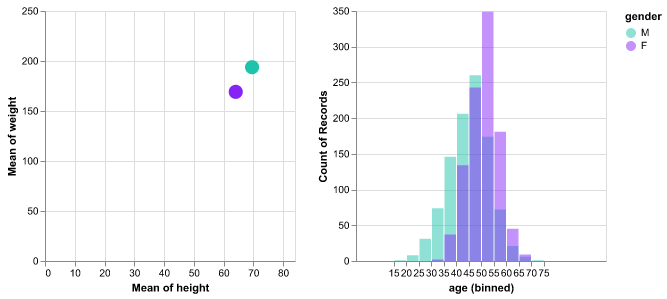 250
200
150
100
50
0
Mean of weight
0 10 20 30 40 50 60 70 80
Mean of height
350
300
250
200
150
100
50
0
Count of Records
15 20 25 30 35 40 45 50 55 60 65 70 75
age (binned)
gender
M
F